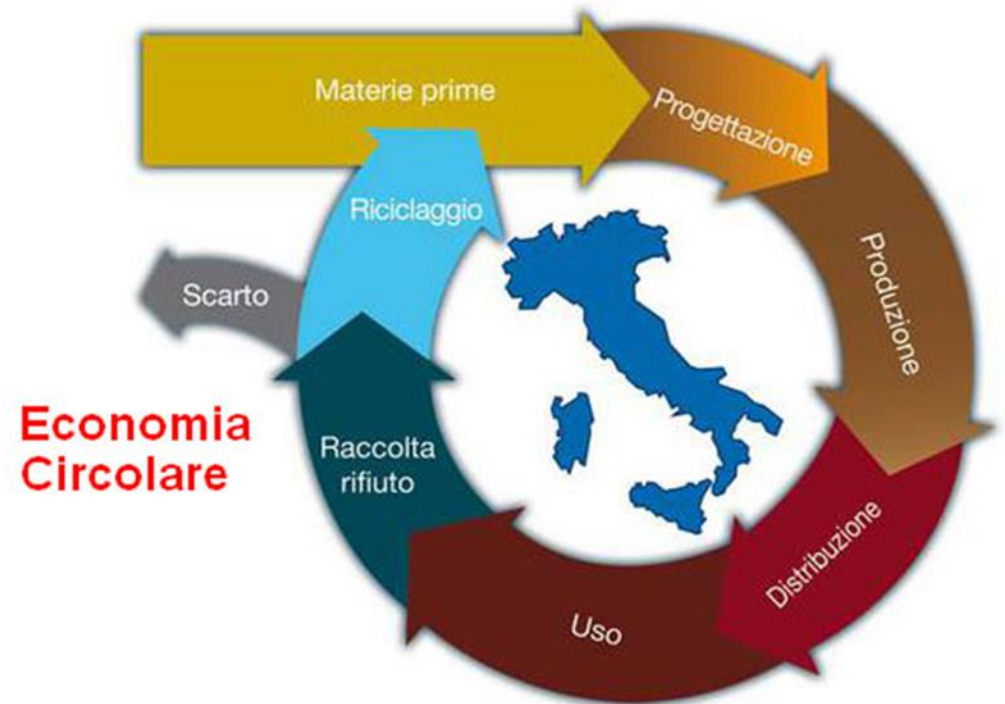 Materie prime
Progettazione
Produzione
Distribuzione
Uso
Raccolta
rifiuto
Riciclaggio
Scarto
Economia
Circolare